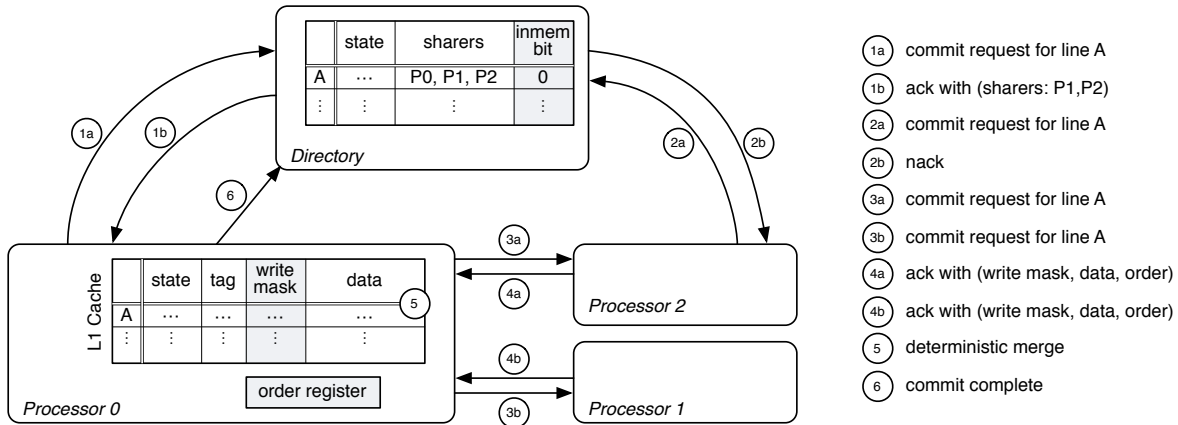 state sharers inmem bit
A ... P0, P1, P2 0
⋮ ⋮ ⋮
Directory
1a
1b
2a
2b
6
L1 Cache
state tag write mask data
A ... ... ... ...
⋮ ⋮ ⋮ ⋮ ⋮
5
order register
Processor 0
3a
4a
Processor 2
4b
3b
Processor 1
1a commit request for line A
1b ack with (sharers: P1,P2)
2a commit request for line A
2b nack
3a commit request for line A
3b commit request for line A
4a ack with (write mask, data, order)
4b ack with (write mask, data, order)
5 deterministic merge
6 commit complete